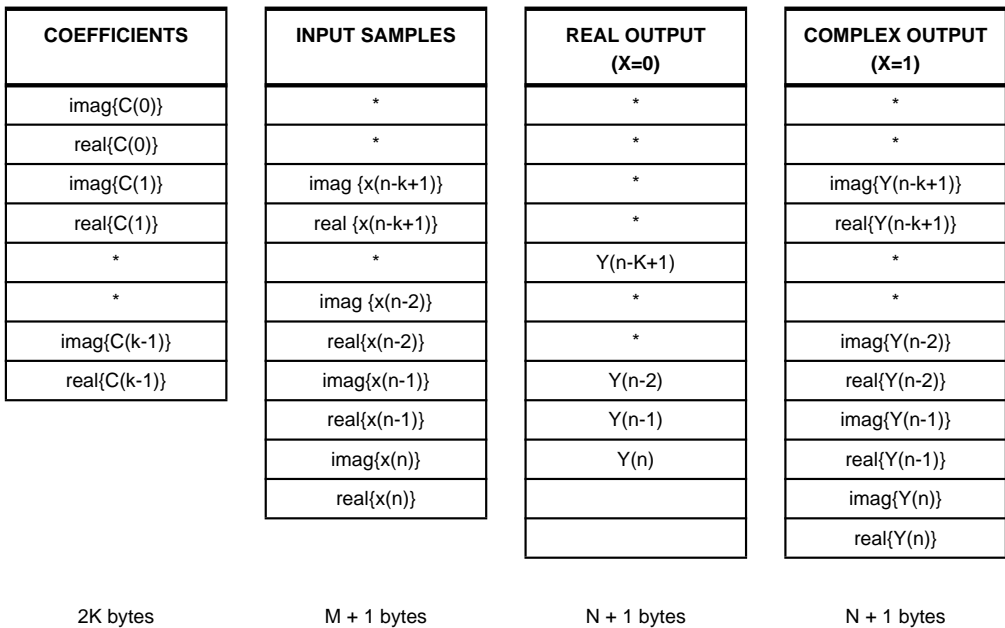 COEFFICIENTS
imag{C(0)}
real{C(0)}
imag{C(1)}
real{C(1)}
*
*
imag{C(k-1)}
real{C(k-1)}
2K bytes
INPUT SAMPLES
*
*
imag {x(n-k+1)}
real {x(n-k+1)}
*
imag {x(n-2)}
real{x(n-2)}
imag{x(n-1)}
real{x(n-1)}
imag{x(n)}
real{x(n)}
M + 1 bytes
REAL OUTPUT
(X=0)
*
*
*
*
Y(n-K+1)
*
*
Y(n-2)
Y(n-1)
Y(n)
N + 1 bytes
COMPLEX OUTPUT
(X=1)
*
*
imag{Y(n-k+1)}
real{Y(n-k+1)}
*
*
imag{Y(n-2)}
real{Y(n-2)}
imag{Y(n-1)}
real{Y(n-1)}
imag{Y(n)}
real{Y(n)}
N + 1 bytes